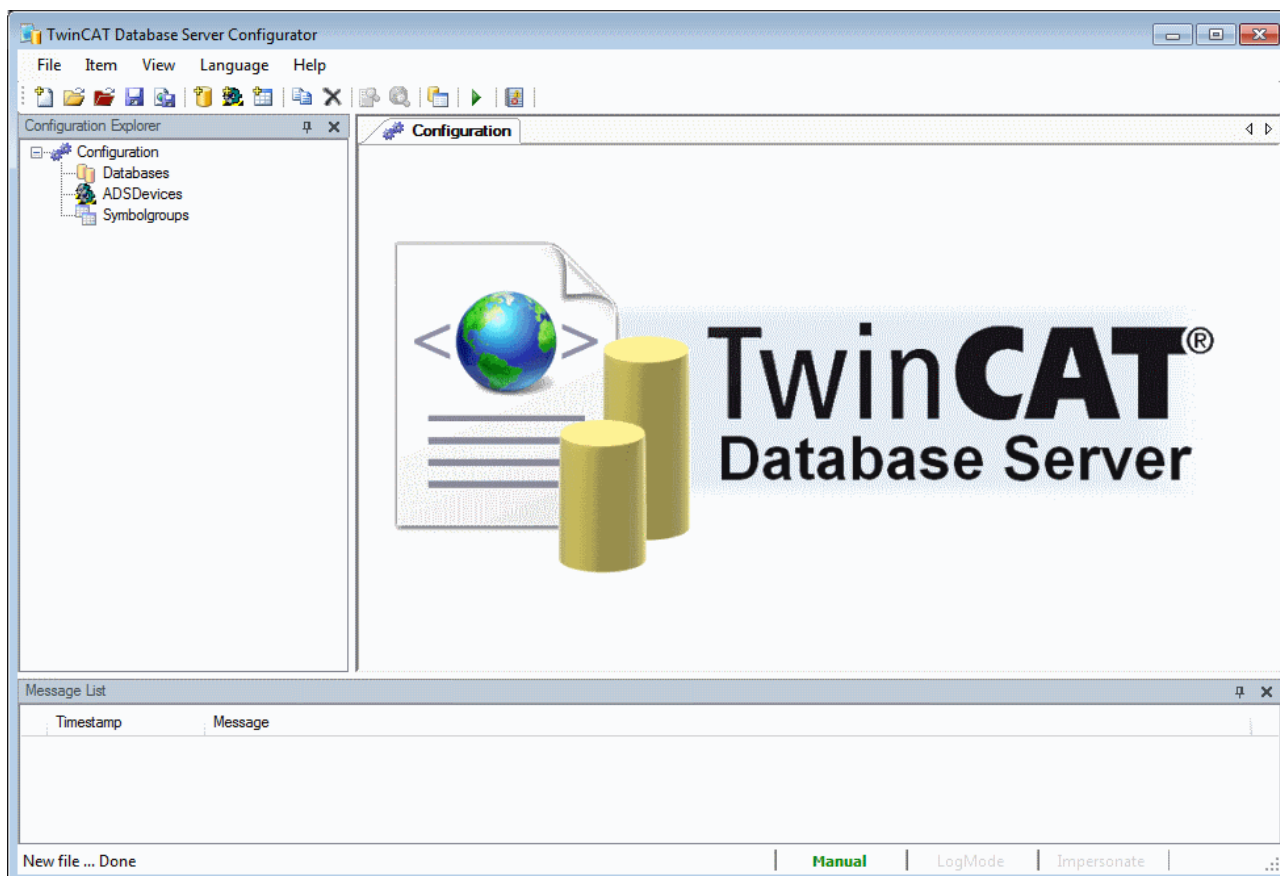 TwinCAT Database Server Configurator
File Item View Language Help
Configuration Explorer
Configuration
Databases
ADSDevices
Symbolgroups
Configuration
< >
TwinCAT®
Database Server
Message List
Timestamp Message
New file ... Done Manual LogMode Impersonate